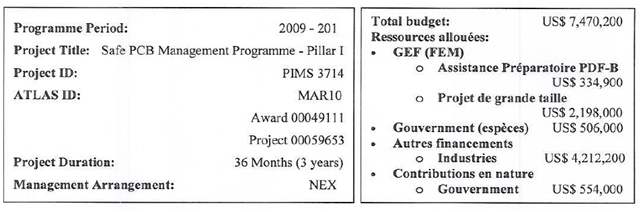 Programme Period: 2009 - 201
Project Title: Safe PCB Management Programme - Pillar I
Project ID: PIMS 3714
ATLAS ID: MAR10
Award 00049111
Project 00059653
Project Duration: 36 Months (3 years)
Management Arrangement: NEX
Total budget: US$ 7,470,200
Ressources allouées:
• GEF (FEM)
o Assistance Préparatoire PDF-B
US$ 334,900
o Projet de grande taille
US$ 2,198,000
• Gouvernment (espèces) US$ 506,000
• Autres financements
o Industries US$ 4,212,200
• Contributions en nature
o Gouvernment US$ 554,000